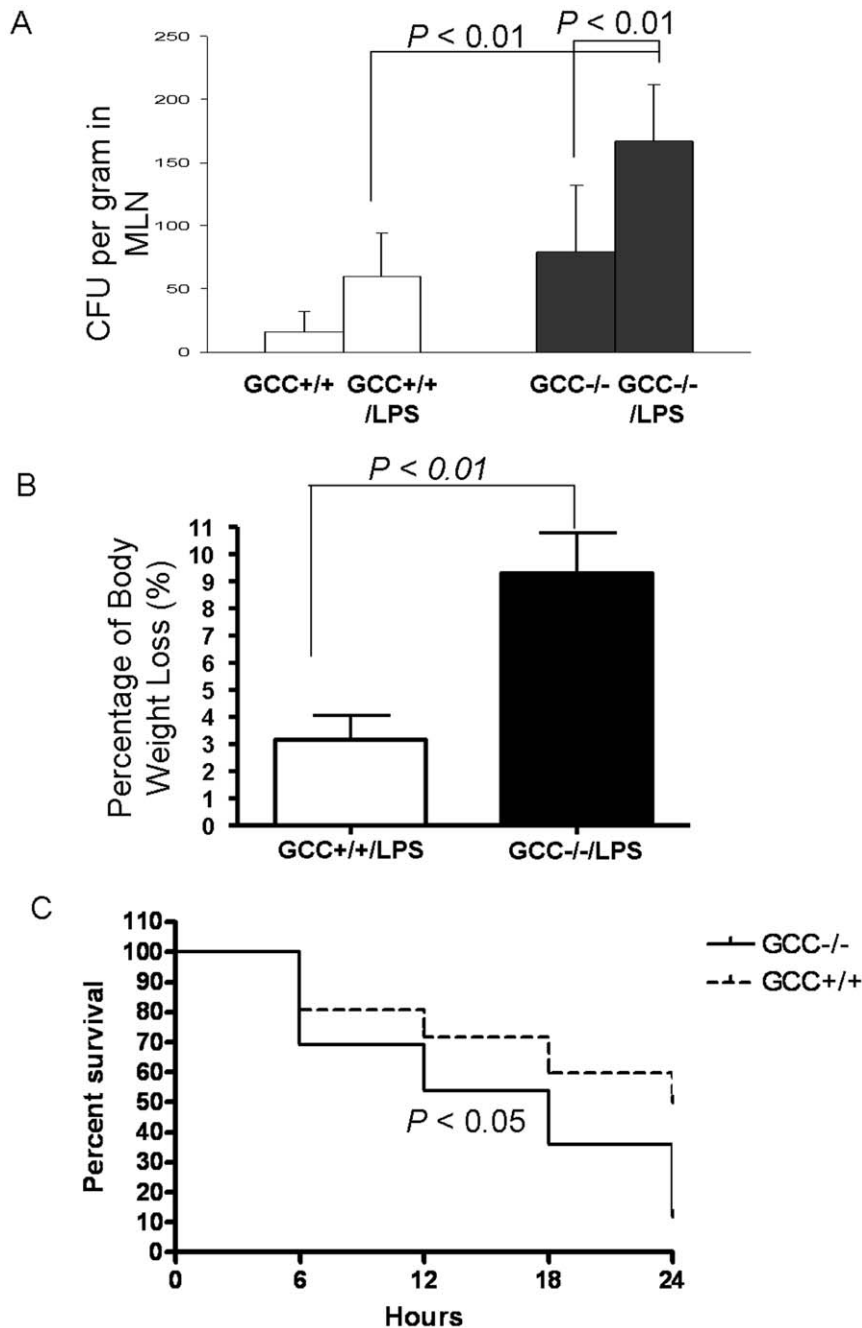 A
P < 0.01
P < 0.01
CFU per gram in
MLN
250
200
150
100
50
0
GCC+/+
GCC+/+
/LPS
GCC-/-
GCC-/-
/LPS
B
P < 0.01
Percentage of Body
Weight Loss (%)
11
10
9
8
7
6
5
4
3
2
1
0
GCC+/+/LPS
GCC-/-/LPS
C
Percent survival
110
100
90
80
70
60
50
40
30
20
10
0
P < 0.05
GCC-/-
GCC+/+
0 6 12 18 24
Hours